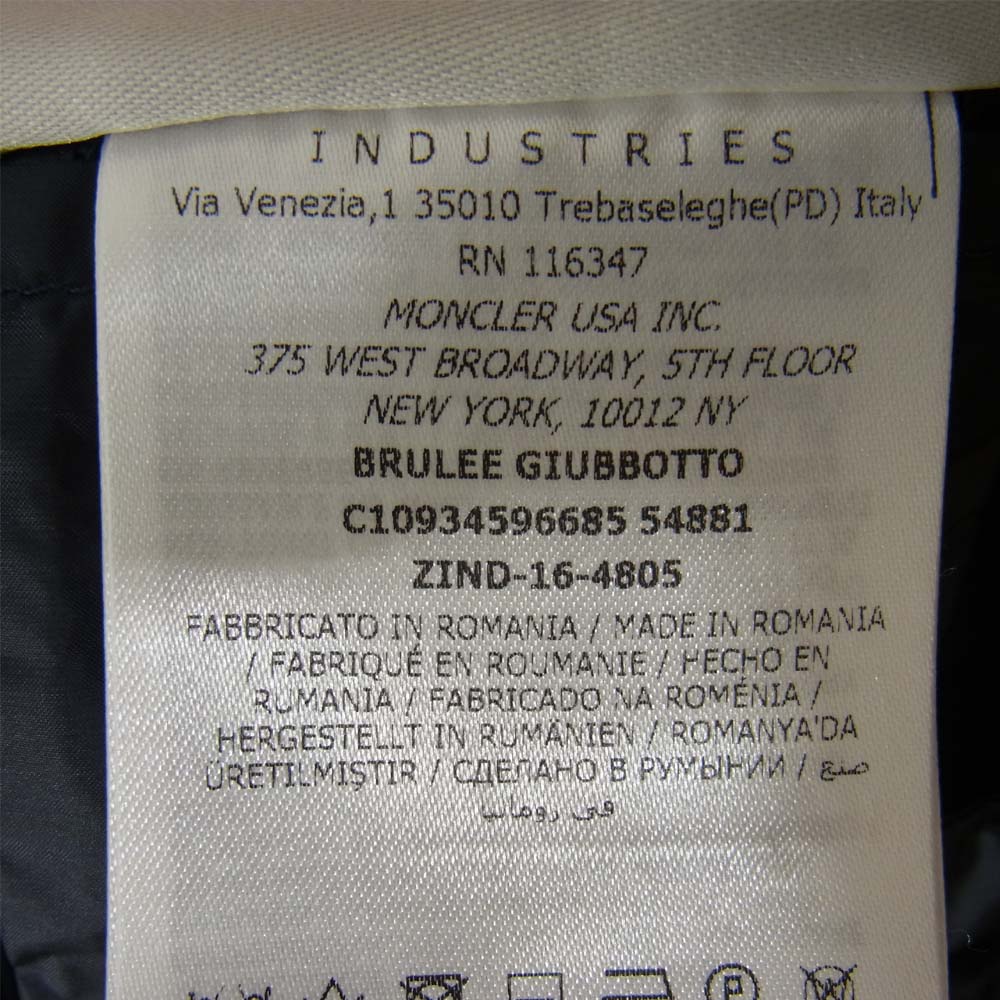 INDUSTRIES
Via Venezia,1 35010 Trebaseleghe(PD) Italy
RN 116347
MONCLER USA INC.
375 WEST BROADWAY, 5TH FLOOR
NEW YORK, 10012 NY
BRULEE GIUBBOTTO
C10934596685 54881
ZIND-16-4805
FABBRICATO IN ROMANIA / MADE IN ROMANIA
/ FABRIQUÉ EN ROUMANIE / HECHO EN
RUMANIA / FABRICADO NA ROMÉNIA /
HERGESTELLT IN RUMÄNIEN / ROMANYA'DA
ÜRETILMIŞTIR / СДЕЛАНО В РУМЫНИИ / صنع
في رومانيا
P
W